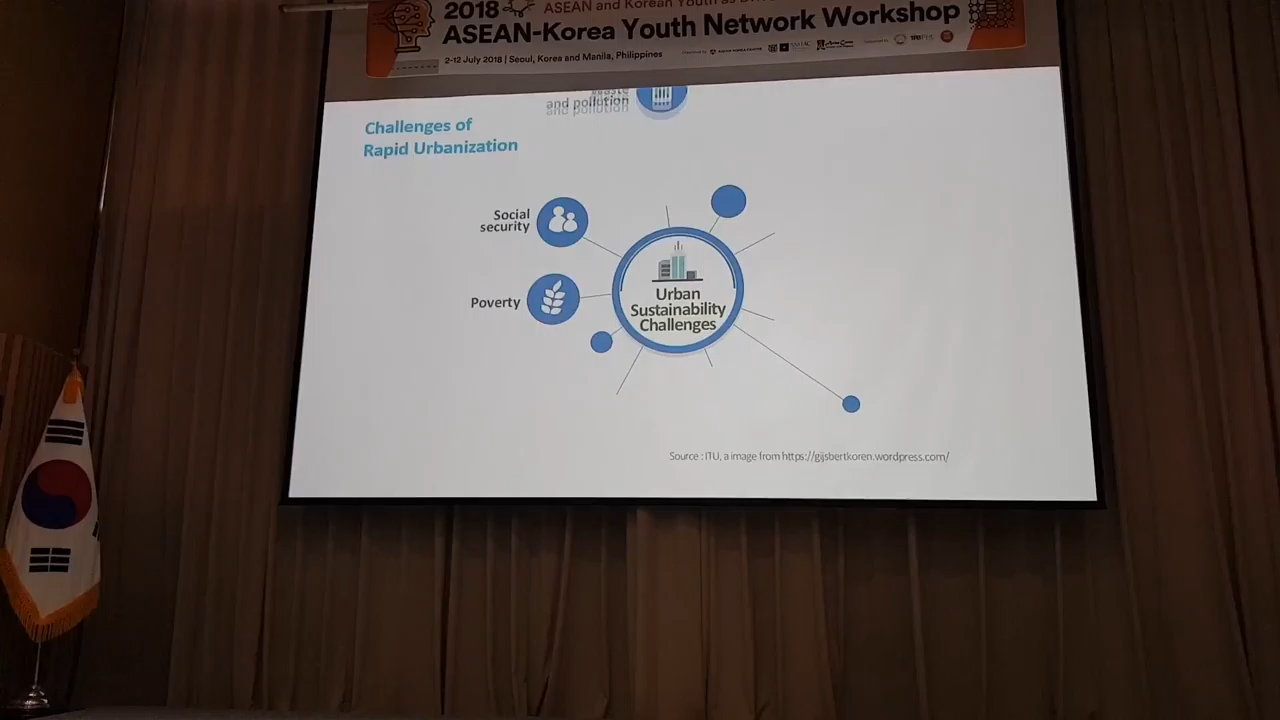 2018
ASEAN and Korean Youth as
ASEAN-Korea Youth Network Workshop
2-12 July 2018 | Seoul, Korea and Manila, Philippines
Challenges of
Rapid Urbanization
Waste
and pollution
Social
security
Poverty
Urban
Sustainability
Challenges
Source : ITU, a image from https://gijsbertkoren.wordpress.com/